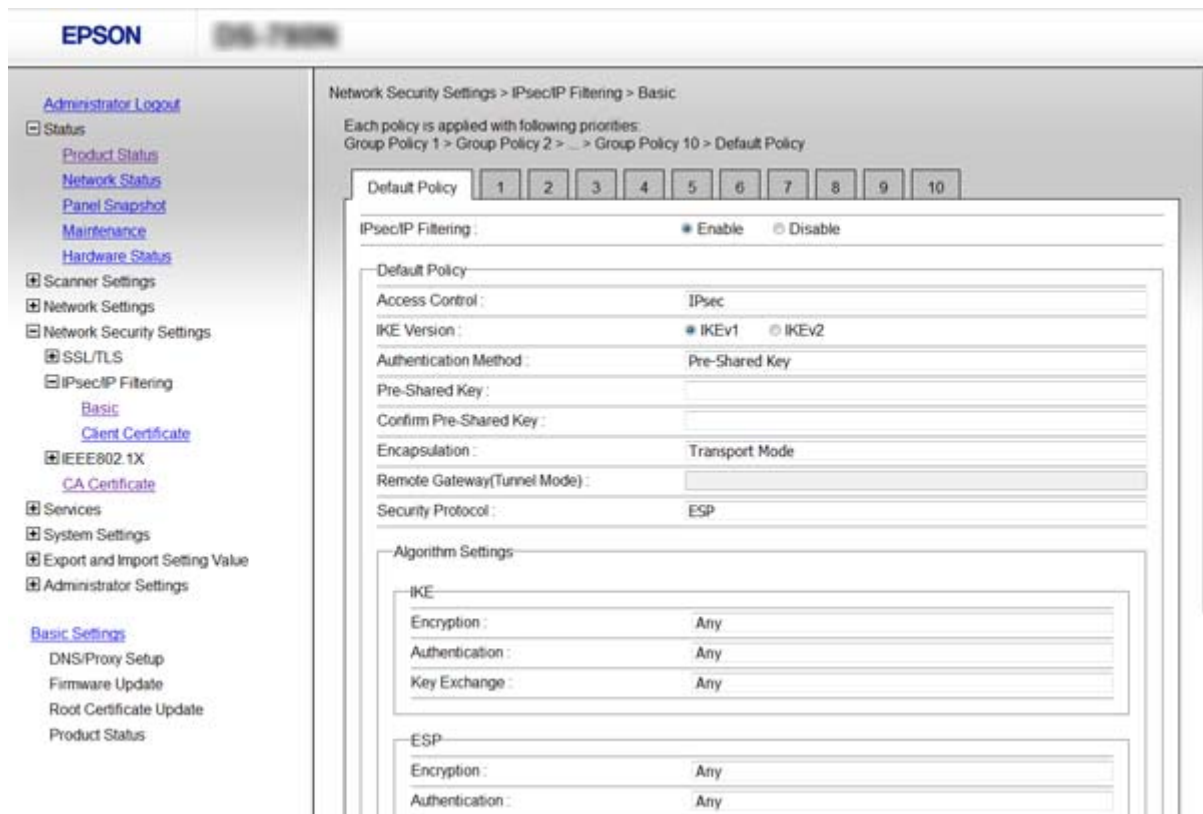 EPSON
Administrator Logout
Status
Product Status
Network Status
Panel Snapshot
Maintenance
Hardware Status
Scanner Settings
Network Settings
Network Security Settings
SSL/TLS
IPsec/IP Filtering
Basic
Client Certificate
IEEE802.1X
CA Certificate
Services
System Settings
Export and Import Setting Value
Administrator Settings
Basic Settings
DNS/Proxy Setup
Firmware Update
Root Certificate Update
Product Status
Network Security Settings > IPsec/IP Filtering > Basic
Each policy is applied with following priorities:
Group Policy 1 > Group Policy 2 > ... > Group Policy 10 > Default Policy
Default Policy 1 2 3 4 5 6 7 8 9 10
IPsec/IP Filtering : Enable Disable
Default Policy
Access Control : IPsec
IKE Version : IKEv1 IKEv2
Authentication Method : Pre-Shared Key
Pre-Shared Key :
Confirm Pre-Shared Key :
Encapsulation : Transport Mode
Remote Gateway(Tunnel Mode) :
Security Protocol : ESP
Algorithm Settings
IKE
Encryption : Any
Authentication : Any
Key Exchange : Any
ESP
Encryption : Any
Authentication : Any